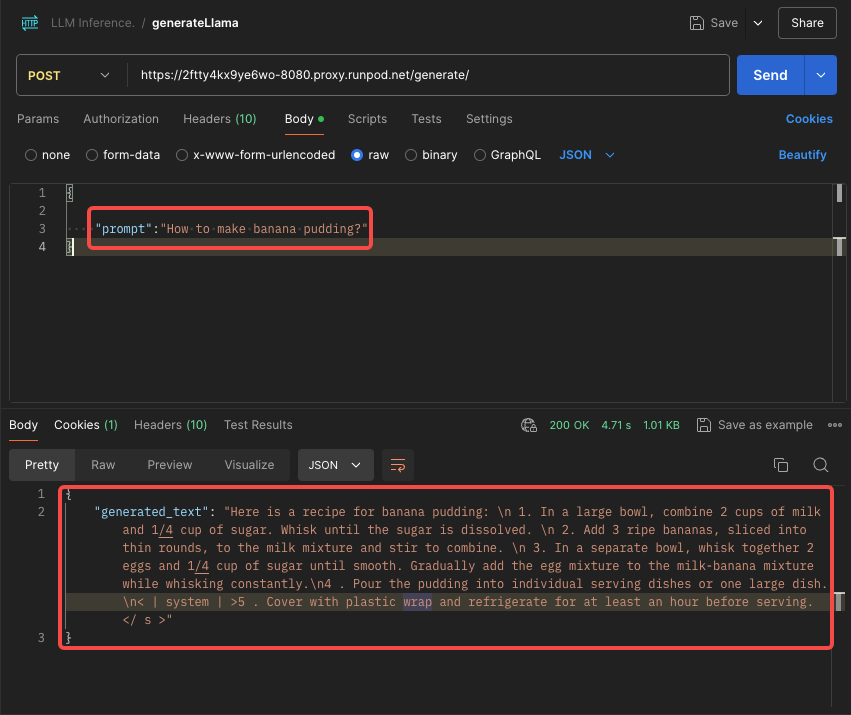 HTTP LLM Inference. / generateLlama Save Share
POST https://2ftty4kx9ye6wo-8080.proxy.runpod.net/generate/ Send
Params Authorization Headers (10) Body Scripts Tests Settings Cookies
none form-data x-www-form-urlencoded raw binary GraphQL JSON Beautify
1 {
2
3 ····"prompt":"How·to·make·banana·pudding?"
4 }
Body Cookies (1) Headers (10) Test Results 200 OK 4.71 s 1.01 KB Save as example
Pretty Raw Preview Visualize JSON
1 {
2 "generated_text": "Here is a recipe for banana pudding: \n 1. In a large bowl, combine 2 cups of milk
and 1/4 cup of sugar. Whisk until the sugar is dissolved. \n 2. Add 3 ripe bananas, sliced into
thin rounds, to the milk mixture and stir to combine. \n 3. In a separate bowl, whisk together 2
eggs and 1/4 cup of sugar until smooth. Gradually add the egg mixture to the milk-banana mixture
while whisking constantly.\n4 . Pour the pudding into individual serving dishes or one large dish.
\n< | system | >5 . Cover with plastic wrap and refrigerate for at least an hour before serving.
</ s >"
3 }